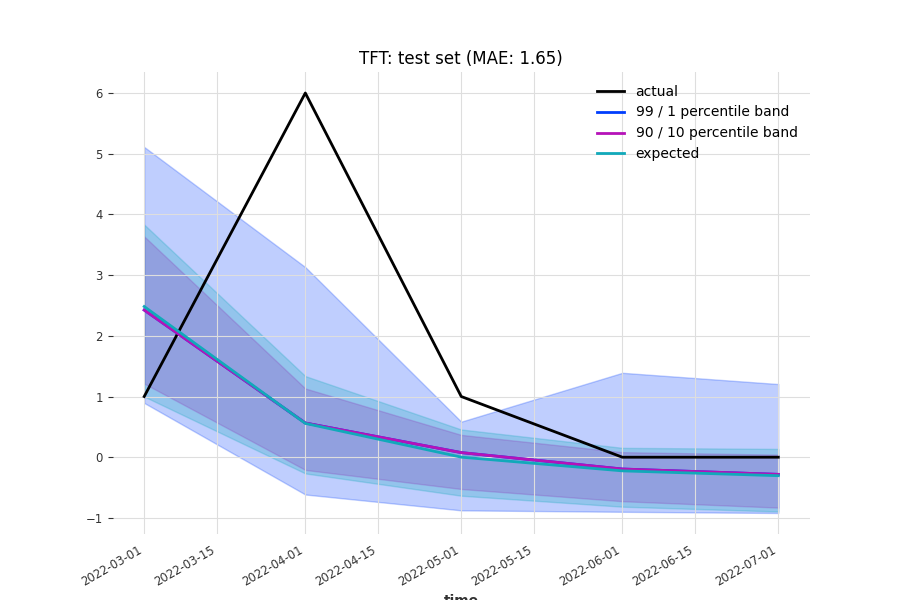 TFT: test set (MAE: 1.65)
actual
99 / 1 percentile band
90 / 10 percentile band
expected
6
5
4
3
2
1
0
−1
2022-03-01
2022-03-15
2022-04-01
2022-04-15
2022-05-01
2022-05-15
2022-06-01
2022-06-15
2022-07-01
time